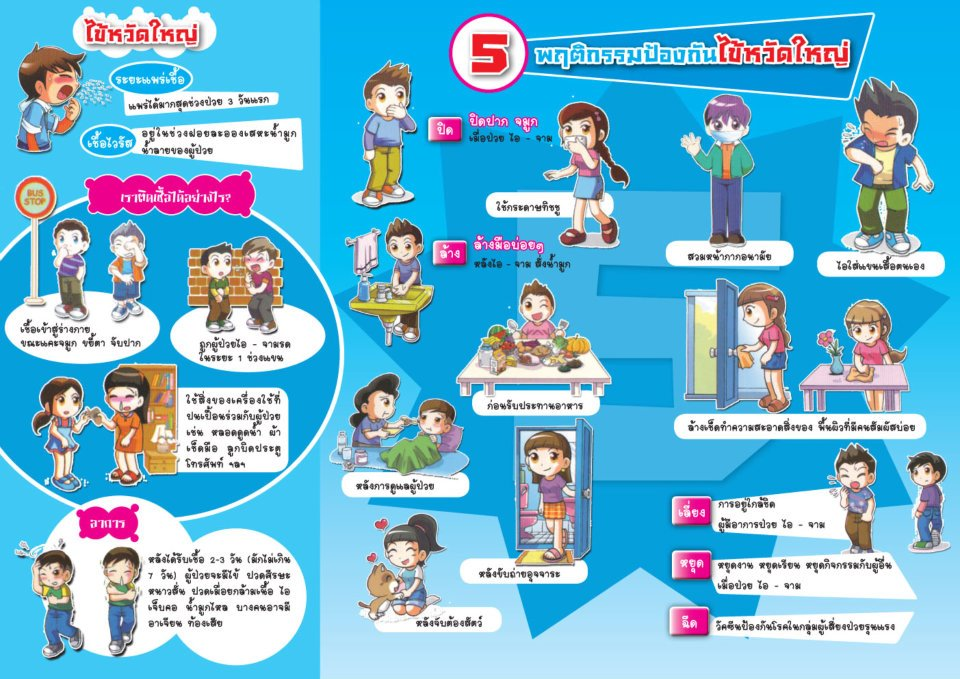 ไข้หวัดใหญ่
ระยะแพร่เชื้อ
แพร่ได้มากสุดช่วงป่วย 3 วันแรก
เชื้อไวรัส
อยู่ในช่วงฝอยละอองเสหะน้ำมูก
น้ำลายของผู้ป่วย
BUS
STOP
เราติดเชื้อได้อย่างไร?
เชื้อเข้าสู่ร่างกาย
ขณะแคะจมูก ขยี้ตา จับปาก
ถูกผู้ป่วยไอ - จามรด
ในระยะ 1 ช่วงแขน
ใช้สิ่งของเครื่องใช้ที่
ปนเปื้อนร่วมกับผู้ป่วย
เช่น หลอดดูดน้ำ ผ้า
เช็ดมือ ลูกบิดประตู
โทรศัพท์ ฯลฯ
อาการ
หลังได้รับเชื้อ 2-3 วัน (มักไม่เกิน
7 วัน) ผู้ป่วยจะมีไข้ ปวดศีรษะ
หนาวสั่น ปวดเมื่อยกล้ามเนื้อ ไอ
เจ็บคอ น้ำมูกไหล บางคนอาจมี
อาเจียน ท้องเสีย
5 พฤติกรรมป้องกันไข้หวัดใหญ่
ปิด
ปิดปาก จมูก
เมื่อป่วย ไอ - จาม
ใช้กระดาษทิชชู
สวมหน้ากากอนามัย
ไอใส่แขนเสื้อตนเอง
ล้าง
ล้างมือบ่อยๆ
หลังไอ - จาม สั่งน้ำมูก
ก่อนรับประทานอาหาร
หลังการดูแลผู้ป่วย
หลังขับถ่ายอุจจาระ
หลังจับต้องสัตว์
ล้างเช็ดทำความสะอาดสิ่งของ พื้นผิวที่มีคนสัมผัสบ่อย
เลี่ยง
การอยู่ใกล้ชิด
ผู้มีอาการป่วย ไอ - จาม
หยุด
หยุดงาน หยุดเรียน หยุดกิจกรรมกับผู้อื่น
เมื่อป่วย ไอ - จาม
ฉีด
วัคซีนป้องกันโรคในกลุ่มผู้เสี่ยงป่วยรุนแรง